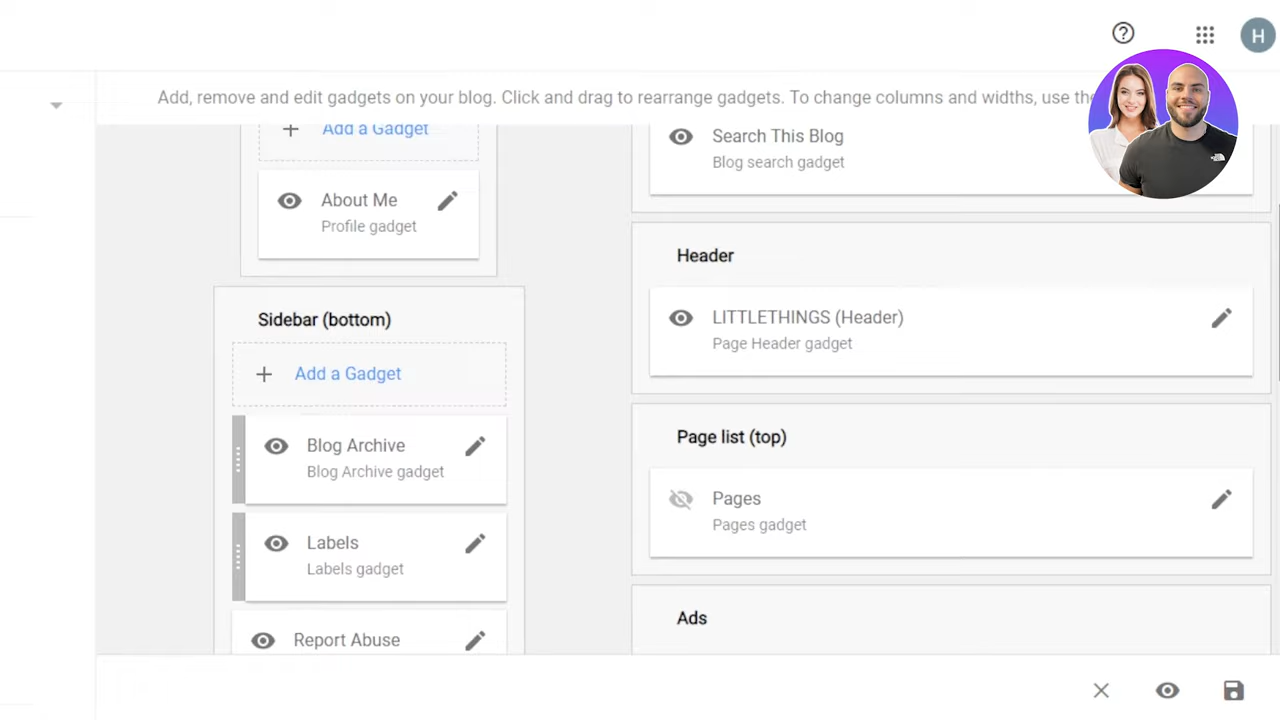 H
Add, remove and edit gadgets on your blog. Click and drag to rearrange gadgets. To change columns and widths, use
Add a Gadget
About Me
Profile gadget
Sidebar (bottom)
Add a Gadget
Blog Archive
Blog Archive gadget
Labels
Labels gadget
Report Abuse
Search This Blog
Blog search gadget
Header
LITTLETHINGS (Header)
Page Header gadget
Page list (top)
Pages
Pages gadget
Ads